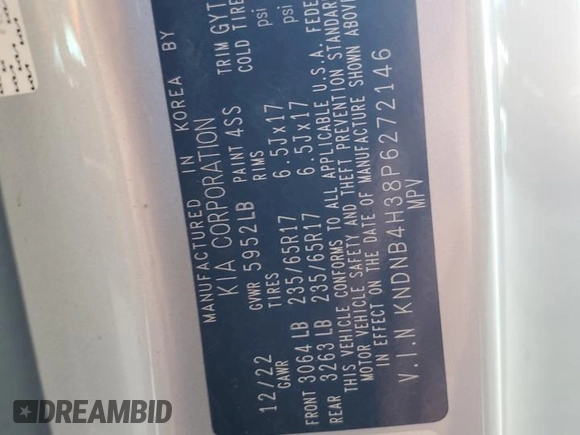 MANUFACTURED IN KOREA BY
KIA CORPORATION
12/22 GVWR 5952LB PAINT 4SS TRIM GYT
GAWR TIRES RIMS COLD TIRE
FRONT 3064 LB 235/65R17 6.5Jx17 psi
REAR 3263 LB 235/65R17 6.5Jx17 psi
THIS VEHICLE CONFORMS TO ALL APPLICABLE U.S.A. FEDE
MOTOR VEHICLE SAFETY AND THEFT PREVENTION STANDAR
IN EFFECT ON THE DATE OF MANUFACTURE SHOWN ABOVE
V.I.N KNDNB4H38P6272146
MPV
DREAMBID